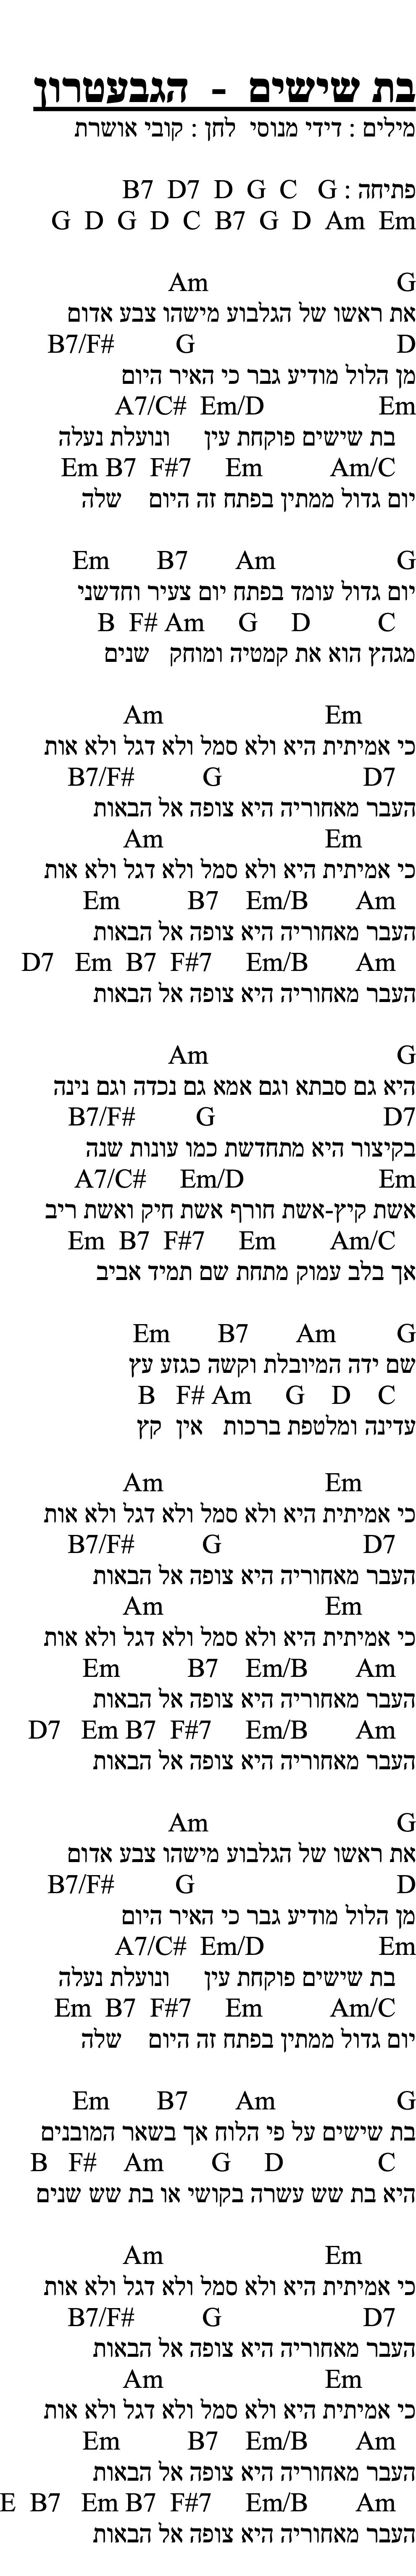 בת שישים - הגבעטרון
מילים : דידי מנוסי לחן : קובי אושרת
פתיחה : B7 D7 D G C G
G D G D C B7 G D Am Em
Am G
את ראשו של הגלבוע מישהו צבע אדום
B7/F# G D
מן הלול מודיע גבר כי האיר היום
A7/C# Em/D Em
בת שישים פוקחת עין ונועלת נעלה
Em B7 F#7 Em Am/C
יום גדול ממתין בפתח זה היום שלה
Em B7 Am G
יום גדול עומד בפתח יום צעיר וחדשני
B F# Am G D C
מגהץ הוא את קמטיה ומוחק שנים
Am Em
כי אמיתית היא ולא סמל ולא דגל ולא אות
B7/F# G D7
העבר מאחוריה היא צופה אל הבאות
Am Em
כי אמיתית היא ולא סמל ולא דגל ולא אות
Em B7 Em/B Am
העבר מאחוריה היא צופה אל הבאות
D7 Em B7 F#7 Em/B Am
העבר מאחוריה היא צופה אל הבאות
Am G
היא גם סבתא וגם אמא גם נכדה וגם נינה
B7/F# G D7
בקיצור היא מתחדשת כמו עונות שנה
A7/C# Em/D Em
אשת קיץ-אשת חורף אשת חיק ואשת ריב
Em B7 F#7 Em Am/C
אך בלב עמוק מתחת שם תמיד אביב
Em B7 Am G
שם ידה המיובלת וקשה כגזע עץ
B F# Am G D C
עדינה ומלטפת ברכות אין קץ
Am Em
כי אמיתית היא ולא סמל ולא דגל ולא אות
B7/F# G D7
העבר מאחוריה היא צופה אל הבאות
Am Em
כי אמיתית היא ולא סמל ולא דגל ולא אות
Em B7 Em/B Am
העבר מאחוריה היא צופה אל הבאות
D7 Em B7 F#7 Em/B Am
העבר מאחוריה היא צופה אל הבאות
Am G
את ראשו של הגלבוע מישהו צבע אדום
B7/F# G D
מן הלול מודיע גבר כי האיר היום
A7/C# Em/D Em
בת שישים פוקחת עין ונועלת נעלה
Em B7 F#7 Em Am/C
יום גדול ממתין בפתח זה היום שלה
Em B7 Am G
בת שישים על פי הלוח אך בשאר המובנים
B F# Am G D C
היא בת שש עשרה בקושי או בת שש שנים
Am Em
כי אמיתית היא ולא סמל ולא דגל ולא אות
B7/F# G D7
העבר מאחוריה היא צופה אל הבאות
Am Em
כי אמיתית היא ולא סמל ולא דגל ולא אות
Em B7 Em/B Am
העבר מאחוריה היא צופה אל הבאות
E B7 Em B7 F#7 Em/B Am
העבר מאחוריה היא צופה אל הבאות